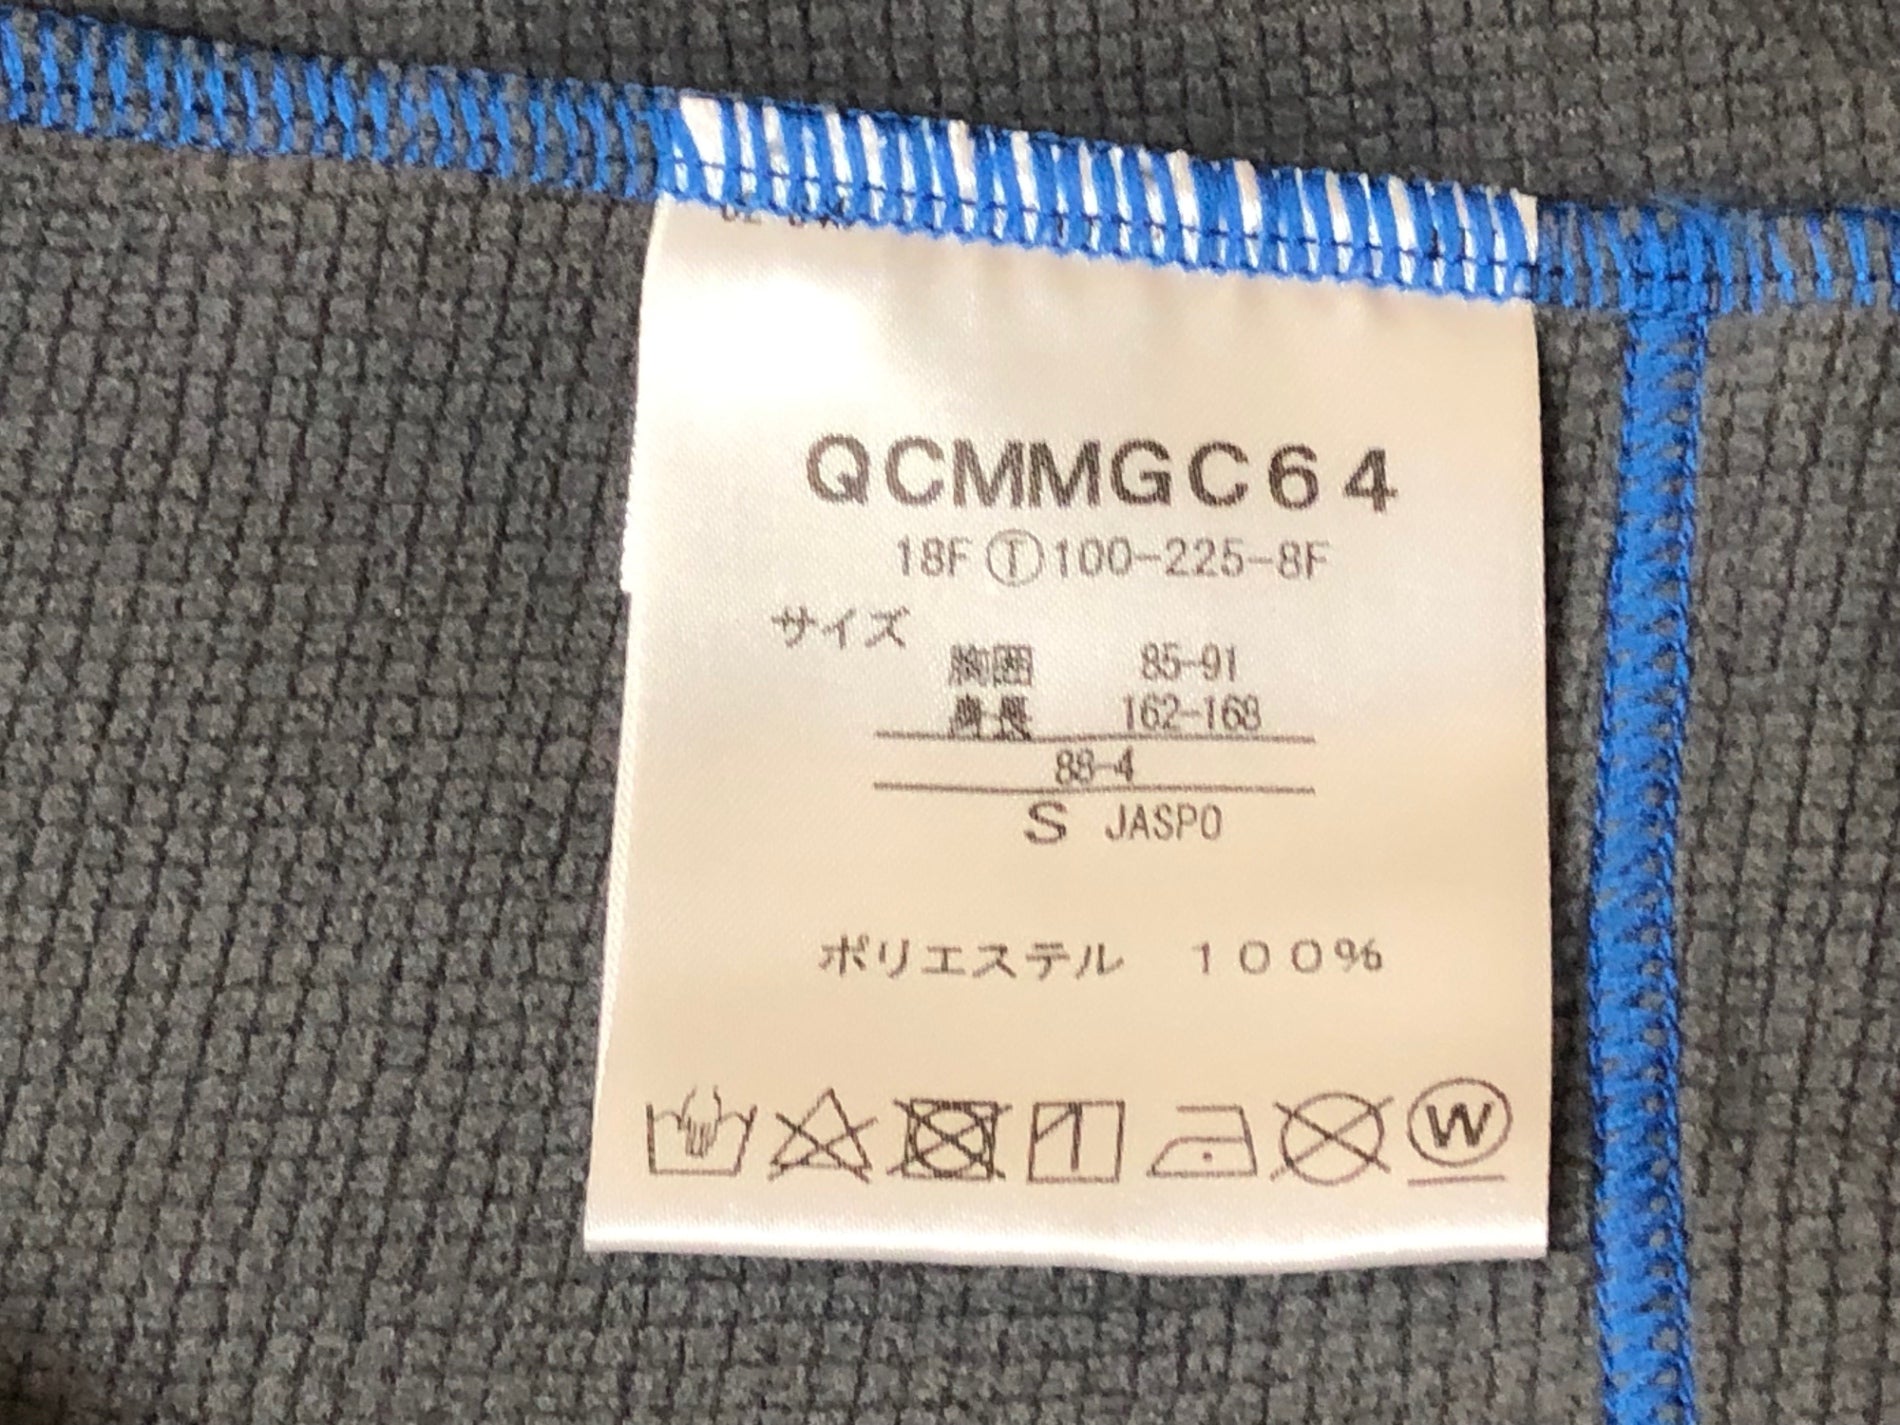 QCMMGC64
18F Ⓣ100-225-8F
サイズ
胸囲 85-91
身長 162-168
88-4
S JASPO
ポリエステル 100%
W